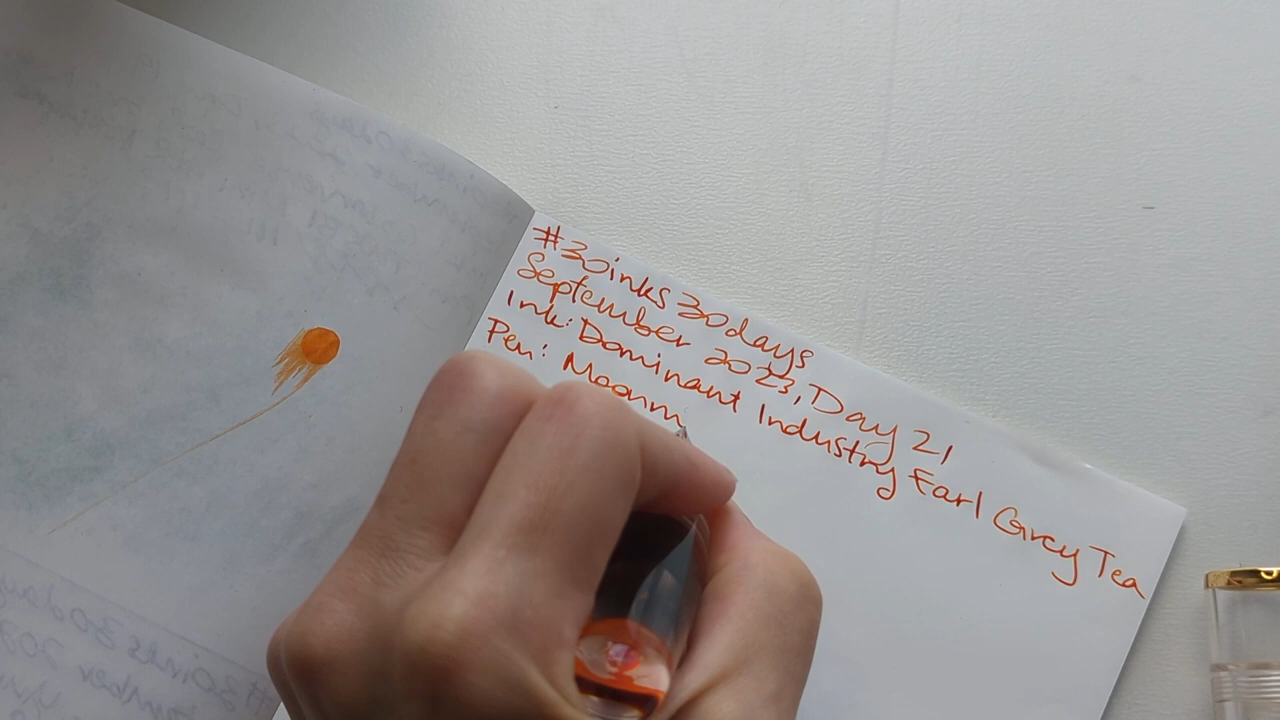 #30inks30days
September 2023, Day 21
Ink: Dominant Industry Earl Grey Tea
Pen: Moonm